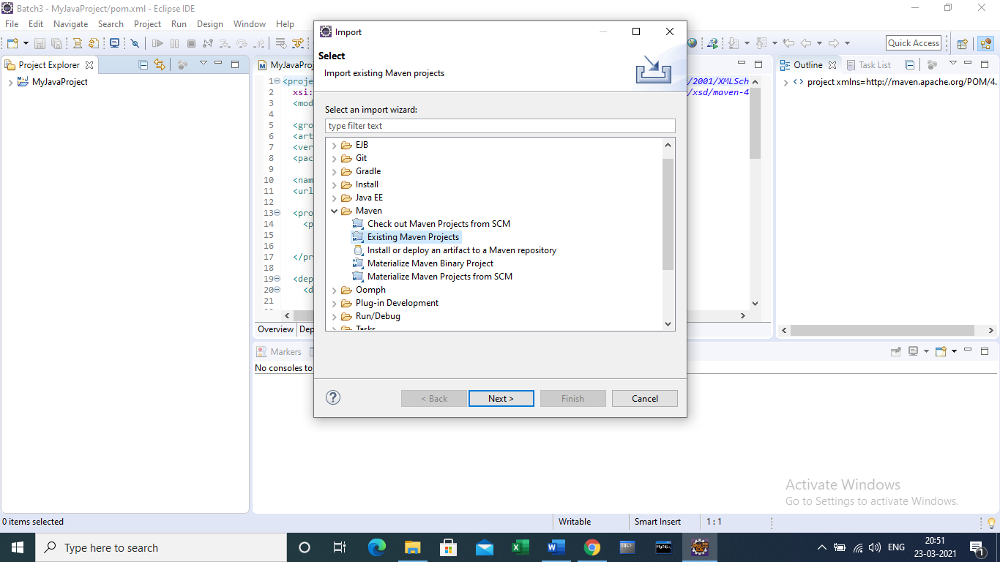 Batch3 - MyJavaProject/pom.xml - Eclipse IDE
File Edit Navigate Search Project Run Design Window Help
Quick Access
Project Explorer
MyJavaProject
MyJavaProj
1 <proje /2001/XMLSch
2 xsi: /xsd/maven-4
3 <mod
4
5 <gro
6 <art
7 <ver
8 <pac
9
10 <nam
11 <url
12
13 <pro
14 <p
15
16
17 </pr
18
19 <dep
20 <d
21
Overview Dep
Outline Task List
project xmlns=http://maven.apache.org/POM/4.
Import
Select
Import existing Maven projects
Select an import wizard:
type filter text
EJB
Git
Gradle
Install
Java EE
Maven
Check out Maven Projects from SCM
Existing Maven Projects
Install or deploy an artifact to a Maven repository
Materialize Maven Binary Project
Materialize Maven Projects from SCM
Oomph
Plug-in Development
Run/Debug
Tasks
? < Back Next > Finish Cancel
Markers
No consoles to
Activate Windows
Go to Settings to activate Windows.
0 items selected Writable Smart Insert 1 : 1
Type here to search
ENG
20:51
23-03-2021
1